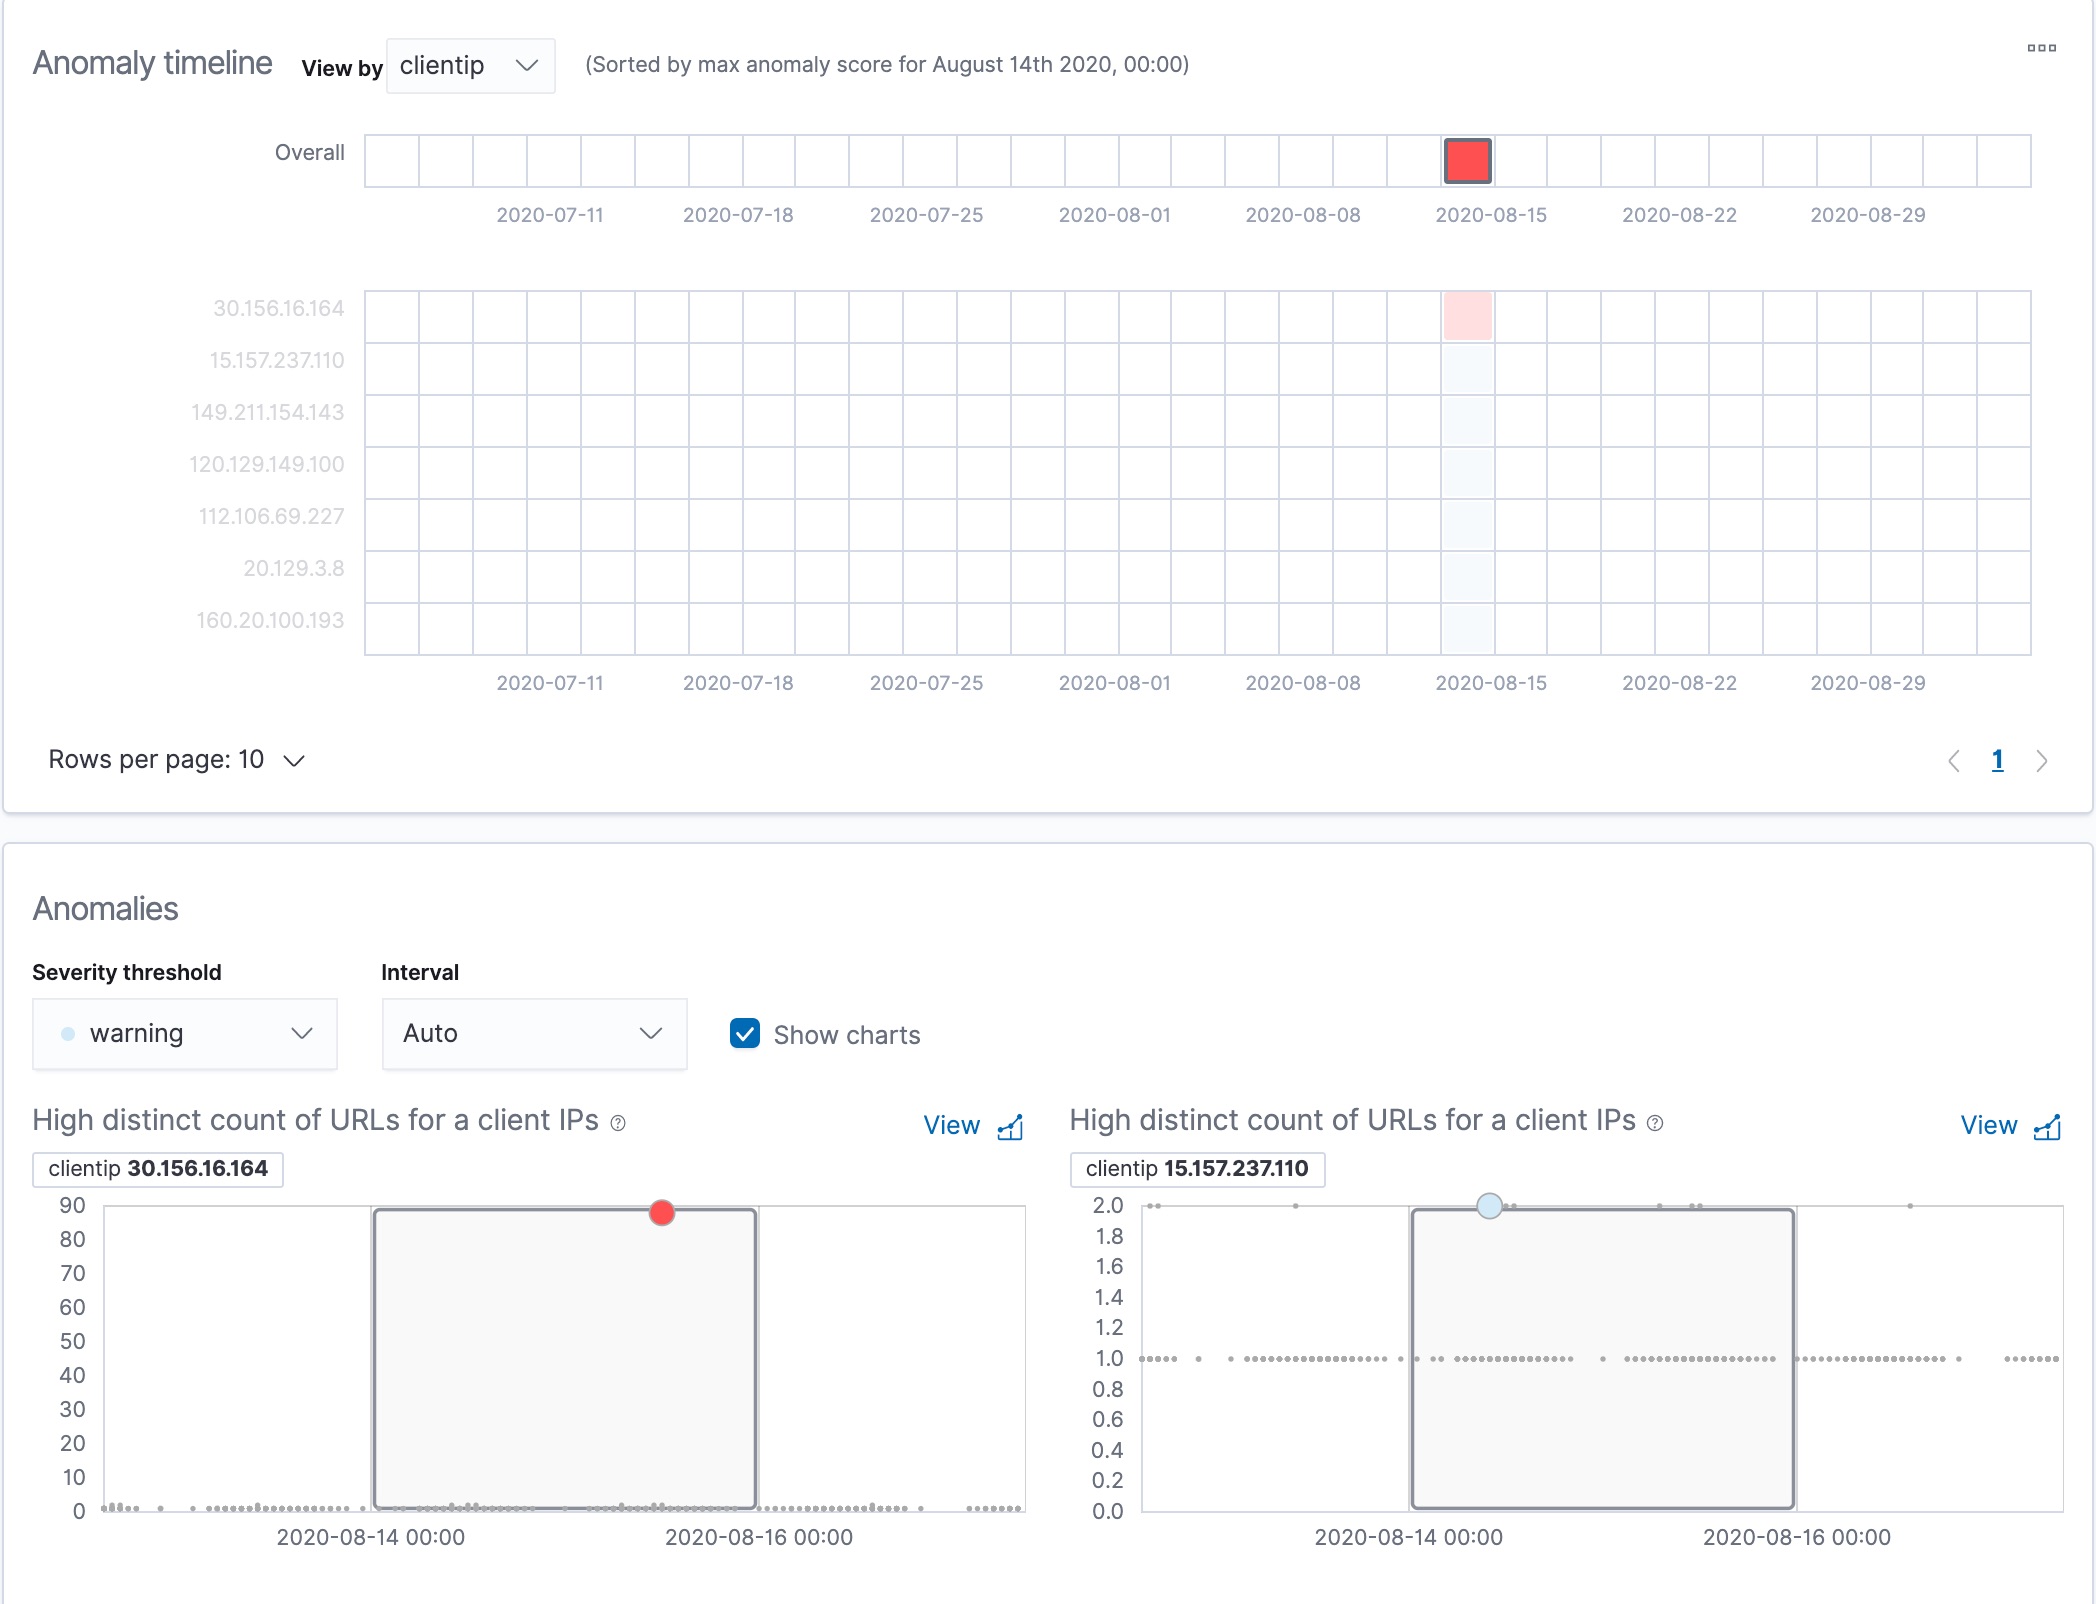 Anomaly timeline View by clientip (Sorted by max anomaly score for August 14th 2020, 00:00)
Overall
2020-07-11 2020-07-18 2020-07-25 2020-08-01 2020-08-08 2020-08-15 2020-08-22 2020-08-29
30.156.16.164
15.157.237.110
149.211.154.143
120.129.149.100
112.106.69.227
20.129.3.8
160.20.100.193
2020-07-11 2020-07-18 2020-07-25 2020-08-01 2020-08-08 2020-08-15 2020-08-22 2020-08-29
Rows per page: 10 1
Anomalies
Severity threshold Interval
warning Auto Show charts
High distinct count of URLs for a client IPs View
clientip 30.156.16.164
90
80
70
60
50
40
30
20
10
0
2020-08-14 00:00 2020-08-16 00:00
High distinct count of URLs for a client IPs View
clientip 15.157.237.110
2.0
1.8
1.6
1.4
1.2
1.0
0.8
0.6
0.4
0.2
0.0
2020-08-14 00:00 2020-08-16 00:00